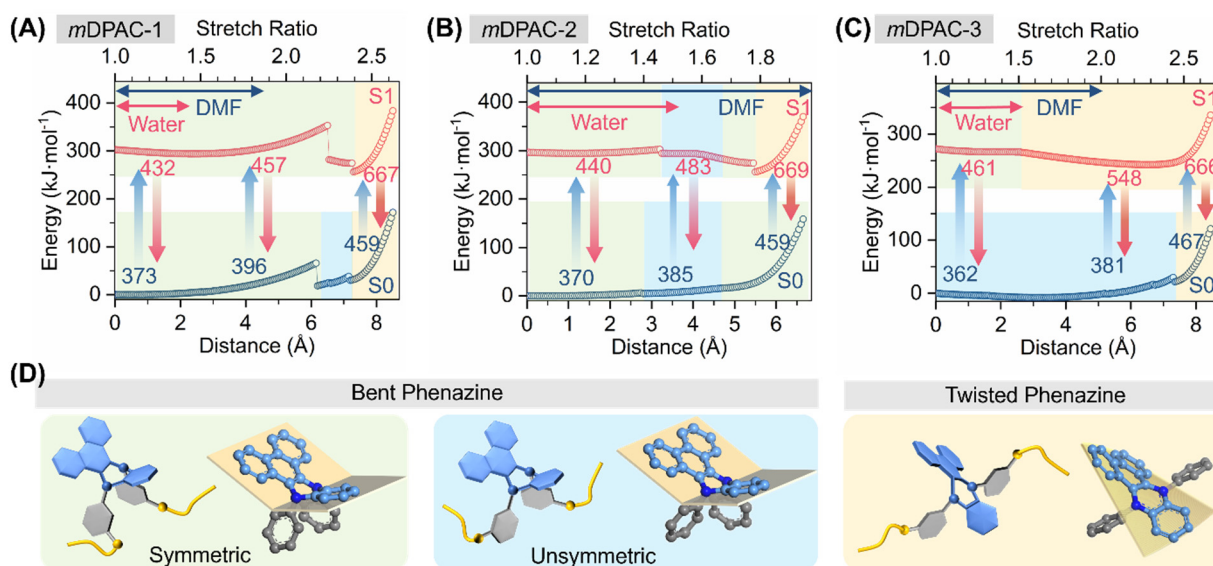 (A) mDPAC-1 Stretch Ratio
1.0 1.5 2.0 2.5
DMF
Water
S1
432 457 667
373 396 459
S0
Energy (kJ·mol⁻¹)
400
300
200
100
0
0 2 4 6 8
Distance (Å)
(B) mDPAC-2 Stretch Ratio
1.0 1.2 1.4 1.6 1.8
DMF
Water
S1
440 483 669
370 385 459
S0
Energy (kJ·mol⁻¹)
400
300
200
100
0
0 1 2 3 4 5 6
Distance (Å)
(C) mDPAC-3 Stretch Ratio
1.0 1.5 2.0 2.5
DMF
Water
S1
461 548 666
362 381 467
S0
Energy (kJ·mol⁻¹)
300
200
100
0
0 2 4 6 8
Distance (Å)
(D)
Bent Phenazine Twisted Phenazine
Symmetric Unsymmetric